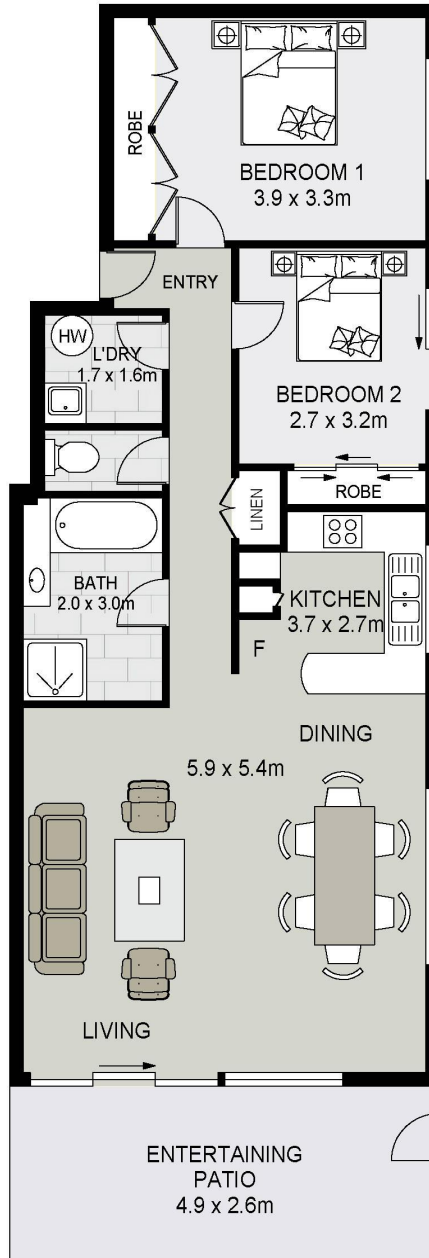 ROBE
BEDROOM 1
3.9 x 3.3m
ENTRY
HW
L'DRY
1.7 x 1.6m
BEDROOM 2
2.7 x 3.2m
ROBE
LINEN
BATH
2.0 x 3.0m
KITCHEN
3.7 x 2.7m
F
DINING
5.9 x 5.4m
LIVING
ENTERTAINING
PATIO
4.9 x 2.6m